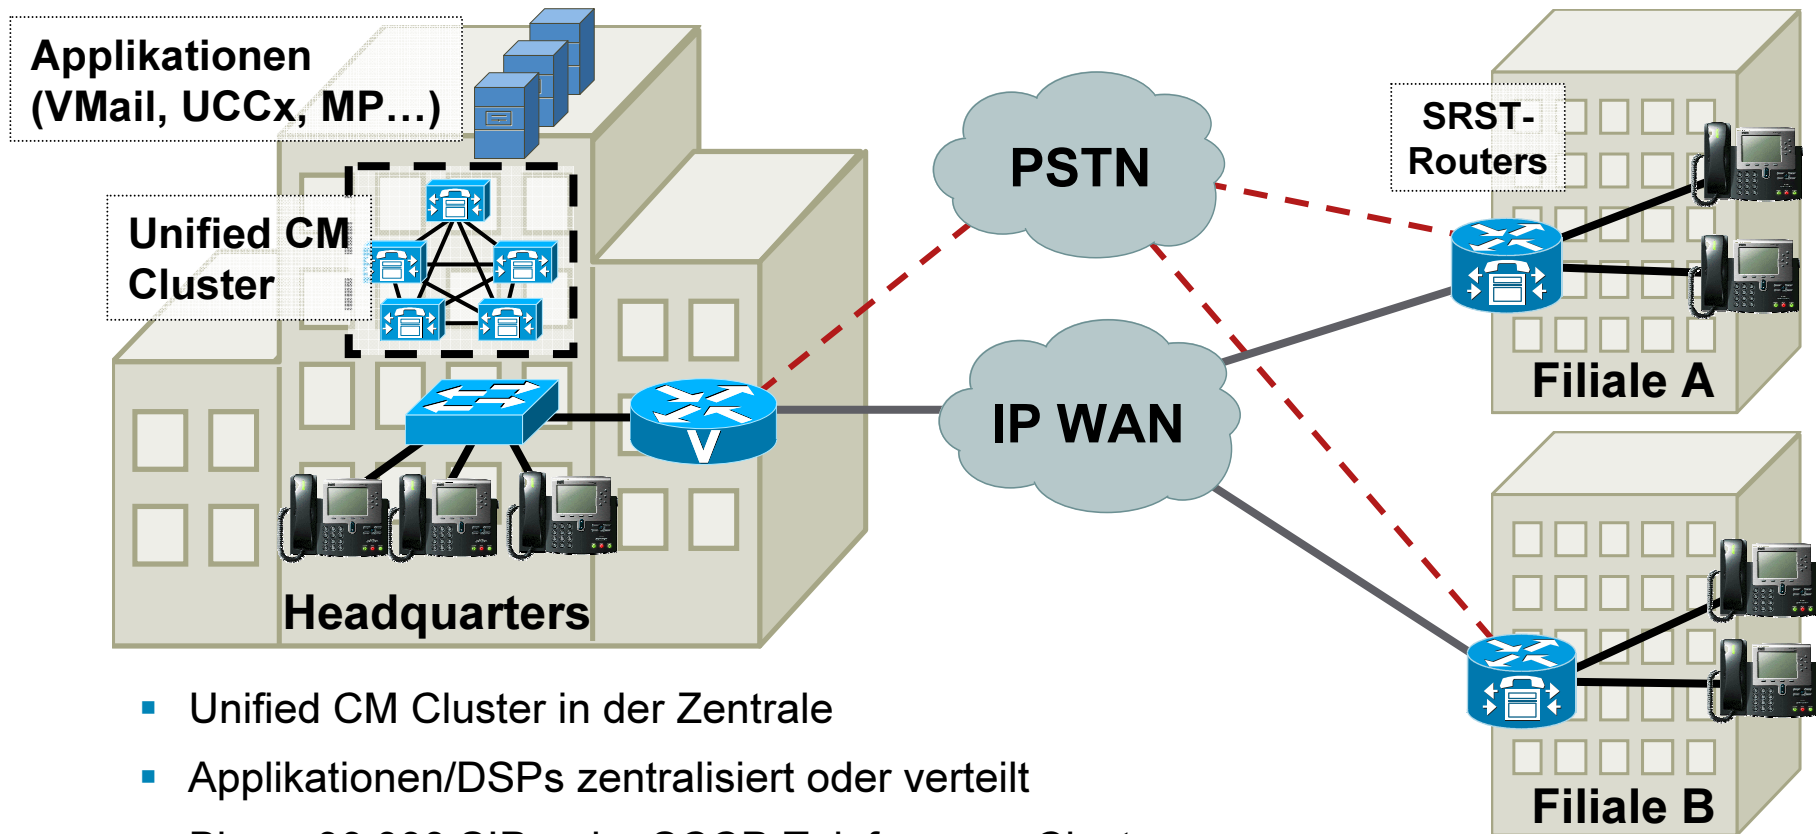 Applikationen
(VMail, UCCx, MP…)
Unified CM
Cluster
PSTN
SRST-
Routers
IP WAN
V
Filiale A
Headquarters
Filiale B
▪ Unified CM Cluster in der Zentrale
▪ Applikationen/DSPs zentralisiert oder verteilt